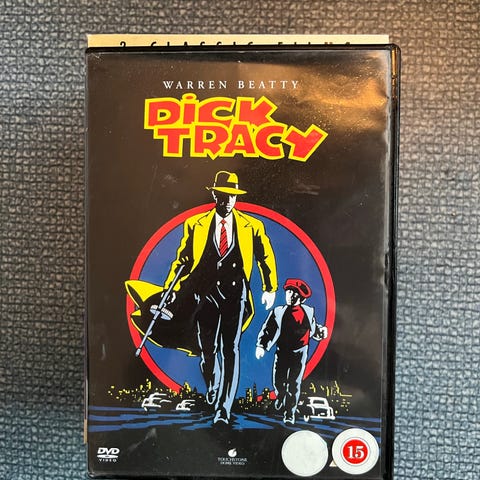 2 CLASSIC FILMS
WARREN BEATTY
DICK
TRACY
DVD
VIDEO
TOUCHSTONE
HOME VIDEO
15